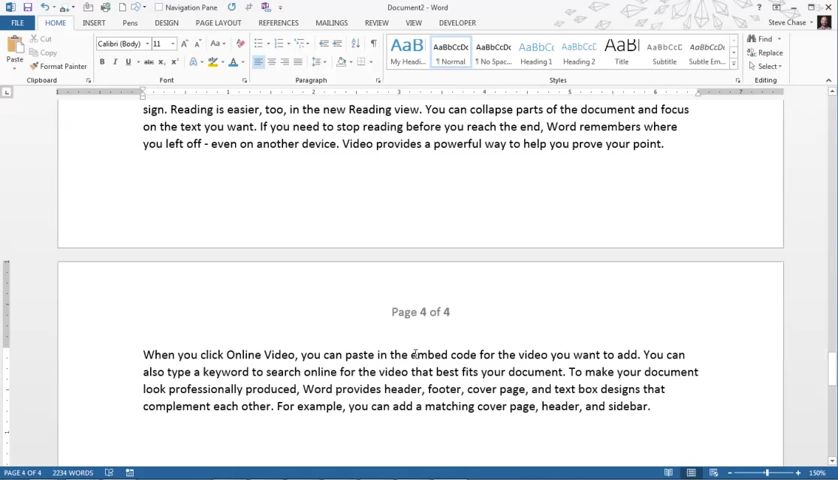 Navigation Pane
Document2 - Word
FILE HOME INSERT Pens DESIGN PAGE LAYOUT REFERENCES MAILINGS REVIEW VIEW DEVELOPER Steve Chase
Paste
Cut
Copy
Format Painter
Calibri (Body) 11
AaBbCcDc AaBbCcDc AaBbCc AaBbCcD AaBbCcD AaBbCcD
My Headi... ¶ Normal ¶ No Spac... Heading 1 Heading 2 Title Subtitle Subtle Em...
Find
Replace
Select
Clipboard Font Paragraph Styles Editing
sign. Reading is easier, too, in the new Reading view. You can collapse parts of the document and focus
on the text you want. If you need to stop reading before you reach the end, Word remembers where
you left off - even on another device. Video provides a powerful way to help you prove your point.
Page 4 of 4
When you click Online Video, you can paste in the embed code for the video you want to add. You can
also type a keyword to search online for the video that best fits your document. To make your document
look professionally produced, Word provides header, footer, cover page, and text box designs that
complement each other. For example, you can add a matching cover page, header, and sidebar.
PAGE 4 OF 4 2234 WORDS 150%